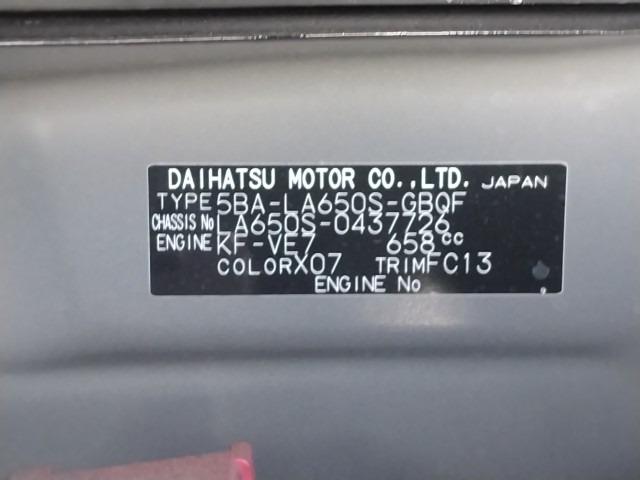 DAIHATSU MOTOR CO.,LTD. JAPAN
TYPE 5BA-LA650S-GBQF
CHASSIS No LA650S-0437726
ENGINE KF-VE7 658cc
COLOR X07 TRIM FC13
ENGINE No